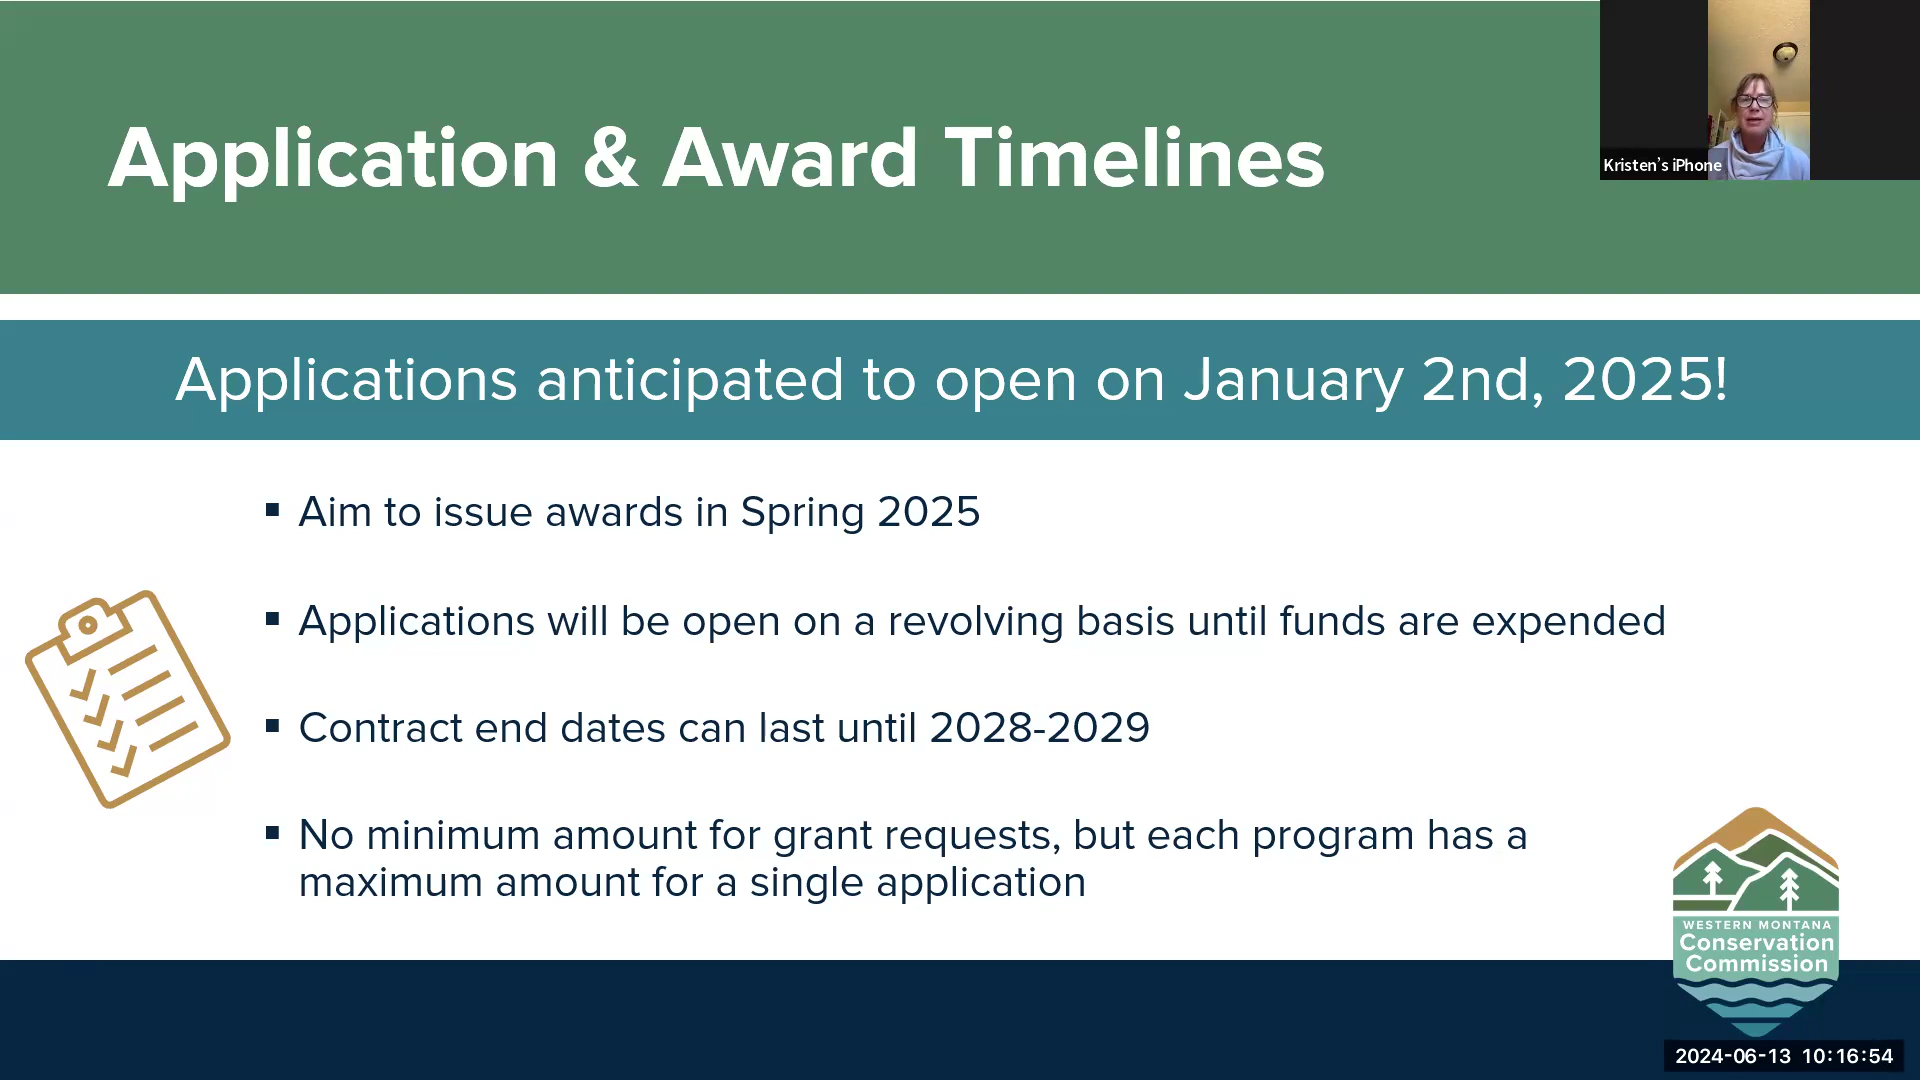 Application & Award Timelines
Kristen's iPhone
Applications anticipated to open on January 2nd, 2025!
▪ Aim to issue awards in Spring 2025
▪ Applications will be open on a revolving basis until funds are expended
▪ Contract end dates can last until 2028-2029
▪ No minimum amount for grant requests, but each program has a
maximum amount for a single application
WESTERN MONTANA
Conservation
Commission
2024-06-13 10:16:54